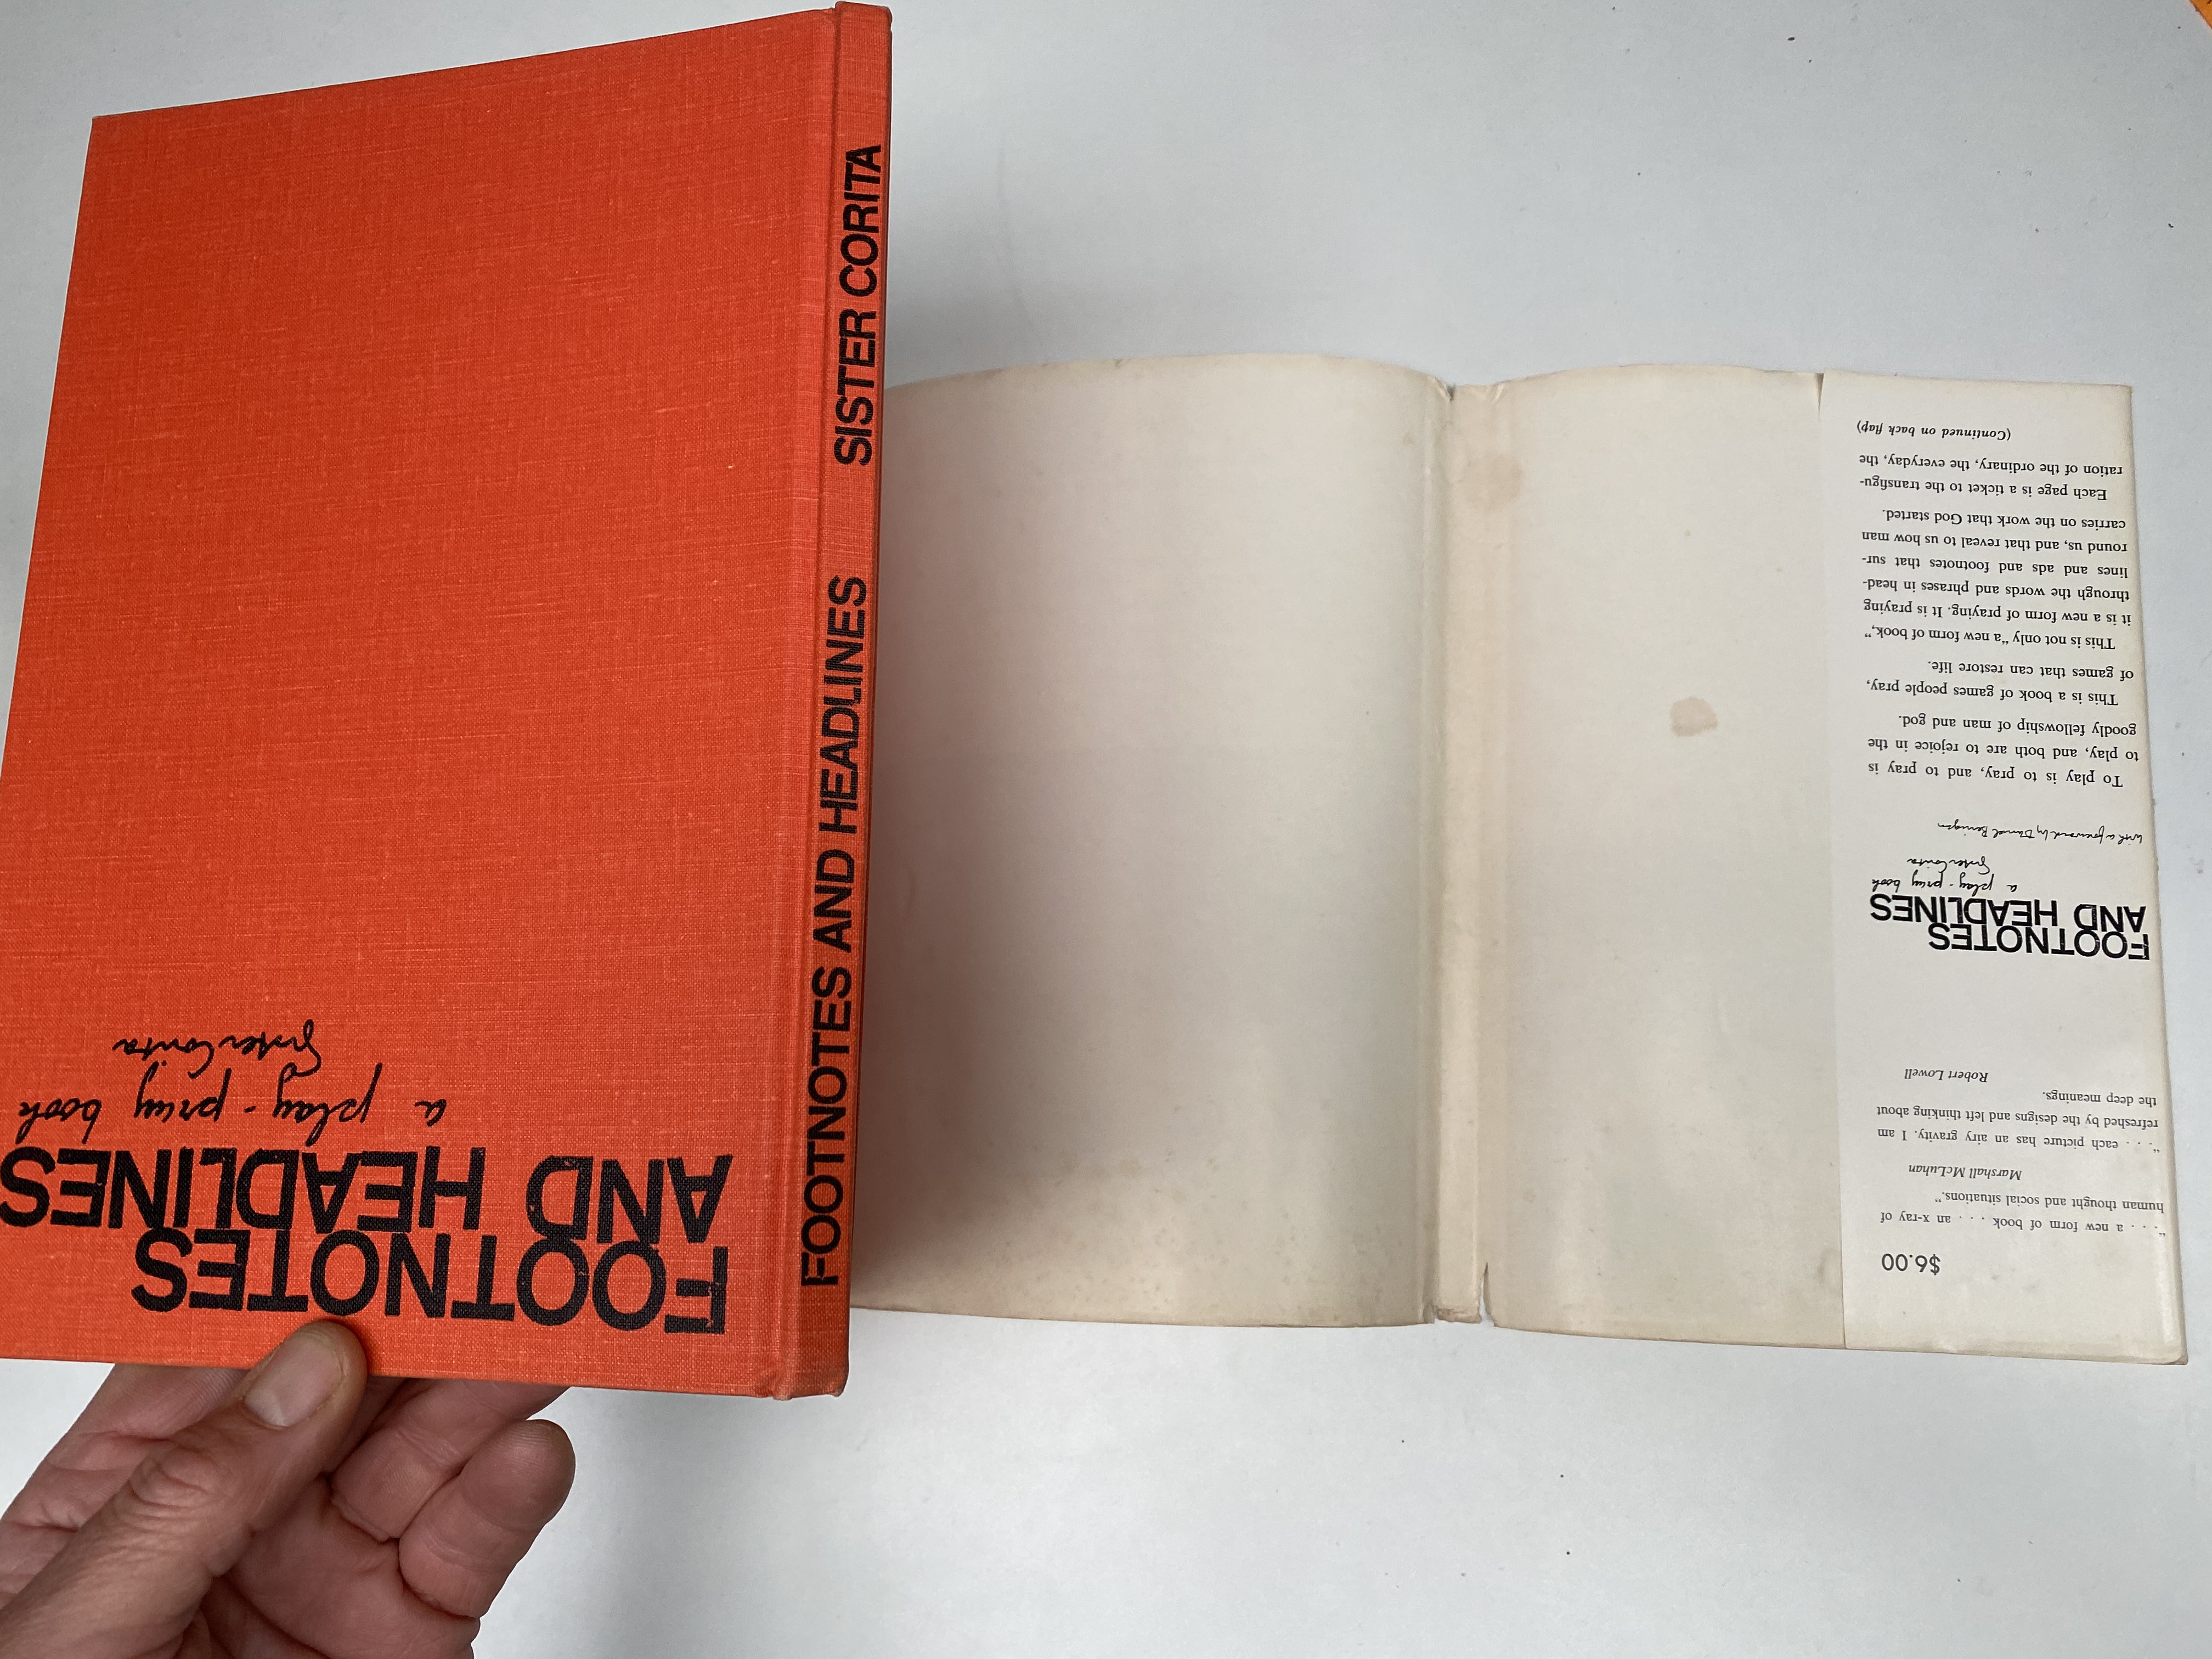 FOOTNOTES
AND HEADLINES
a play-pray book
Sister Corita
FOOTNOTES AND HEADLINES SISTER CORITA
$6.00
“. . . a new form of book . . . an x-ray of
human thought and social situations.”
Marshall McLuhan
“. . . each picture has an airy gravity. I am
refreshed by the designs and left thinking about
the deep meanings.
Robert Lowell
FOOTNOTES
AND HEADLINES
a play-pray book
Sister Corita
with a foreword by Daniel Berrigan
To play is to pray, and to pray is
to play, and both are to rejoice in the
goodly fellowship of man and god.
This is a book of games people pray,
of games that can restore life.
This is not only “a new form of book,”
it is a new form of praying. It is praying
through the words and phrases in head-
lines and ads and footnotes that sur-
round us, and that reveal to us how man
carries on the work that God started.
Each page is a ticket to the transfigu-
ration of the ordinary, the everyday, the
(Continued on back flap)